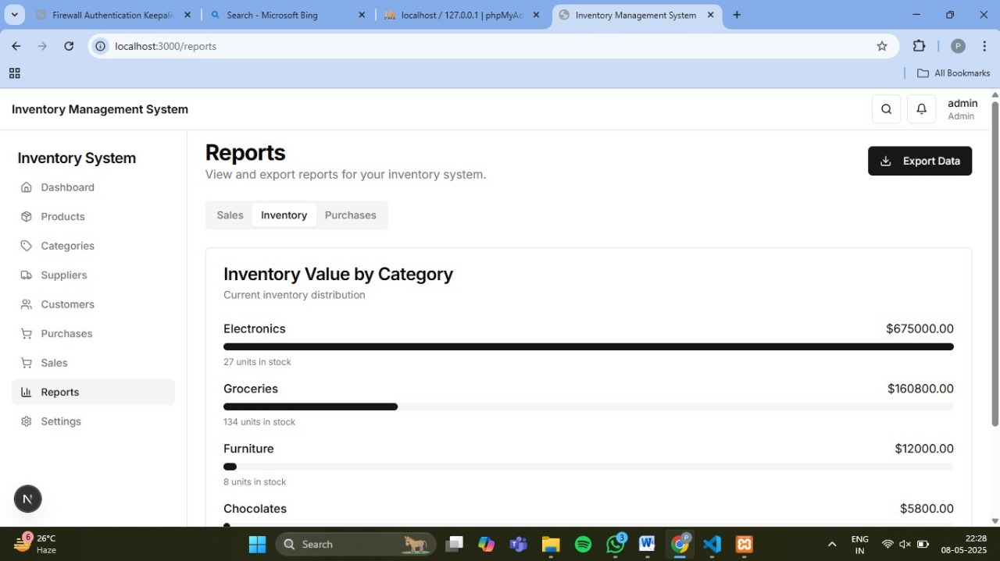 Firewall Authentication Keepaliv
Search - Microsoft Bing
localhost / 127.0.0.1 | phpMyAd
Inventory Management System
localhost:3000/reports
P
All Bookmarks
Inventory Management System
admin
Admin
Inventory System
Dashboard
Products
Categories
Suppliers
Customers
Purchases
Sales
Reports
Settings
N
Reports
View and export reports for your inventory system.
Export Data
Sales Inventory Purchases
Inventory Value by Category
Current inventory distribution
Electronics $675000.00
27 units in stock
Groceries $160800.00
134 units in stock
Furniture $12000.00
8 units in stock
Chocolates $5800.00
6
26°C
Haze
Search
3
P
ENG
IN
22:28
08-05-2025